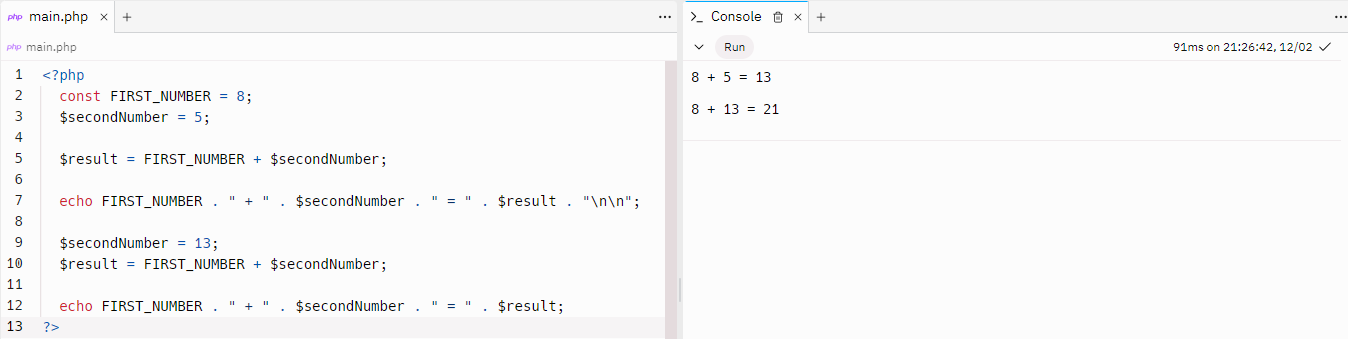 php main.php × +
php main.php
1 <?php
2 const FIRST_NUMBER = 8;
3 $secondNumber = 5;
4
5 $result = FIRST_NUMBER + $secondNumber;
6
7 echo FIRST_NUMBER . " + " . $secondNumber . " = " . $result . "\n\n";
8
9 $secondNumber = 13;
10 $result = FIRST_NUMBER + $secondNumber;
11
12 echo FIRST_NUMBER . " + " . $secondNumber . " = " . $result;
13 ?>
>_ Console × +
Run 91ms on 21:26:42, 12/02
8 + 5 = 13
8 + 13 = 21